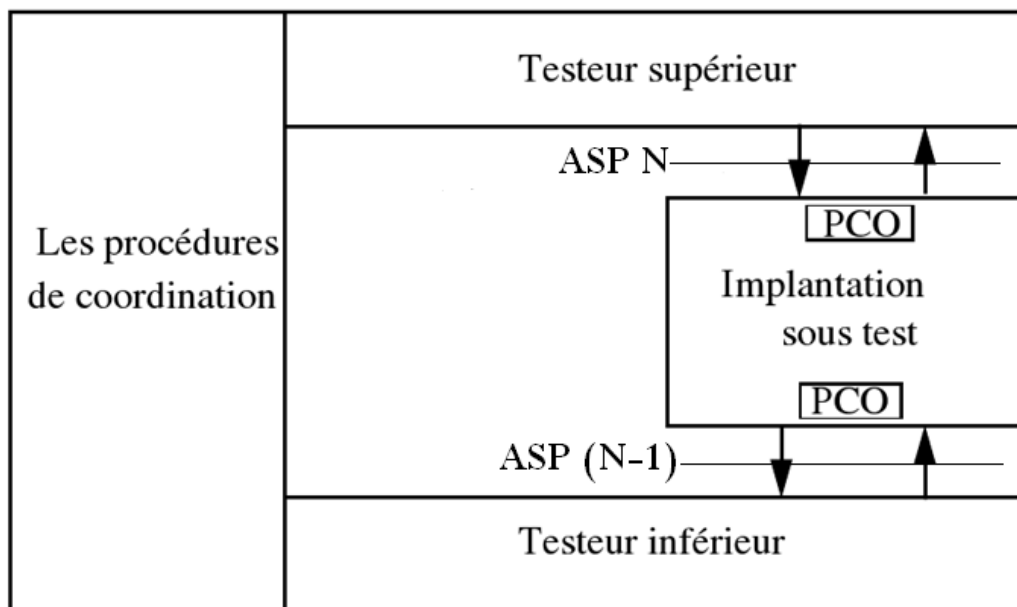 Testeur supérieur
ASP N
PCO
Les procédures
de coordination
Implantation
sous test
PCO
ASP (N-1)
Testeur inférieur